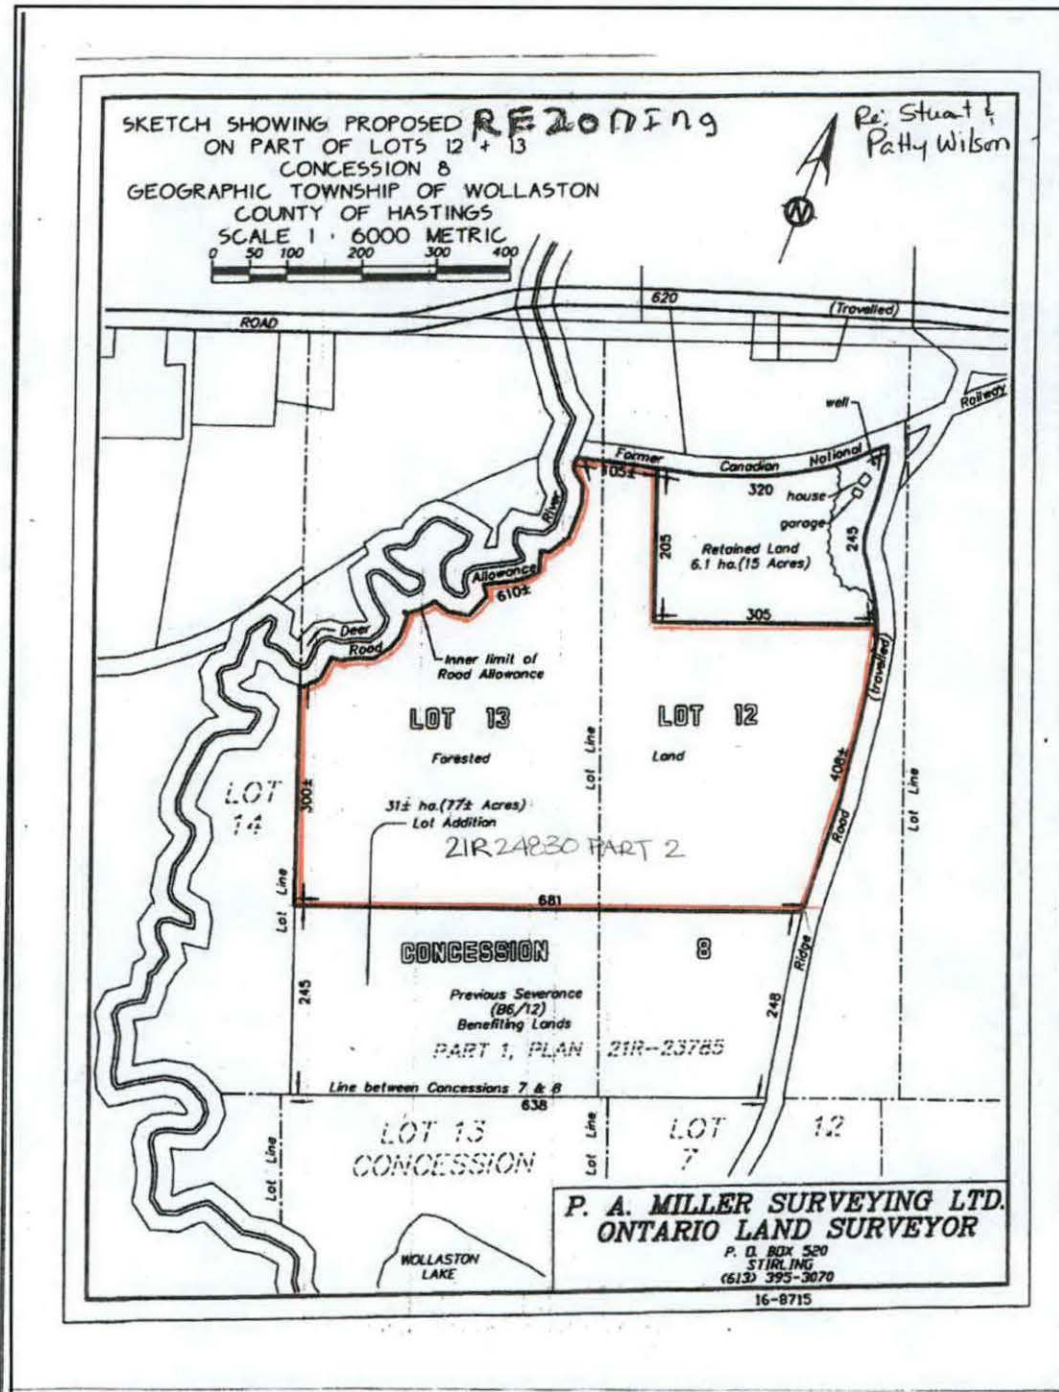 SKETCH SHOWING PROPOSED REZONING
ON PART OF LOTS 12 + 13
CONCESSION 8
GEOGRAPHIC TOWNSHIP OF WOLLASTON
COUNTY OF HASTINGS
SCALE 1 : 6000 METRIC
0 50 100 200 300 400
Re: Stuart &
Patty Wilson
N
ROAD
620
(Travelled)
Railway
well
Former Canadian National
105±
320
house
garage
205
245
Retained Land
6.1 ha.(15 Acres)
305
River
Allowance
610±
Deer
Road
Inner limit of
Road Allowance
(travelled)
LOT 13
LOT 12
Forested
Land
Lot Line
408±
Road
Lot Line
LOT
14
300±
31± ha.(77± Acres)
Lot Addition
21R24830 PART 2
Lot Line
681
CONCESSION 8
Ridge
245
248
Previous Severance
(B6/12)
Benefiting Lands
PART 1, PLAN 21R-23785
Line between Concessions 7 & 8
638
LOT 13
CONCESSION
LOT 12
7
Lot Line
Lot Line
WOLLASTON
LAKE
P. A. MILLER SURVEYING LTD.
ONTARIO LAND SURVEYOR
P. O. BOX 520
STIRLING
(613) 395-3070
16-8715